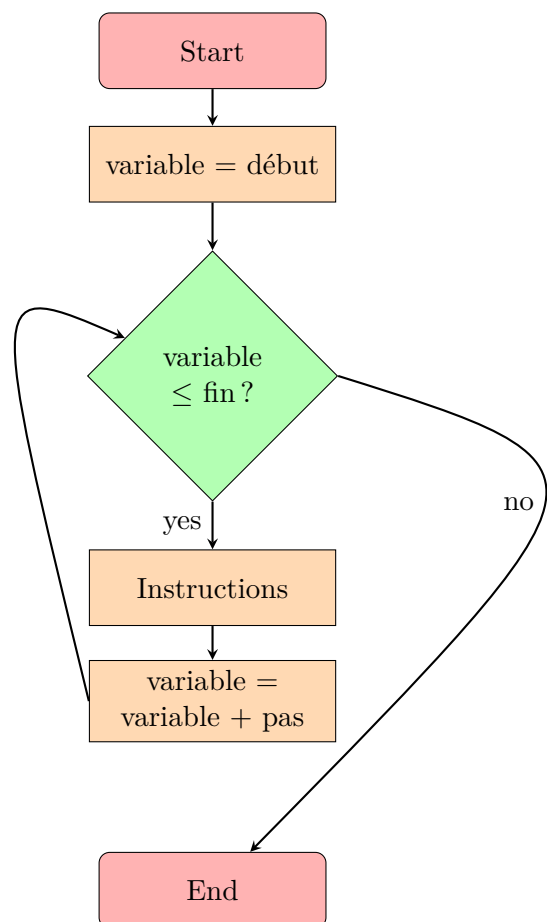 Start
variable = début
variable
≤ fin ?
yes
no
Instructions
variable =
variable + pas
End